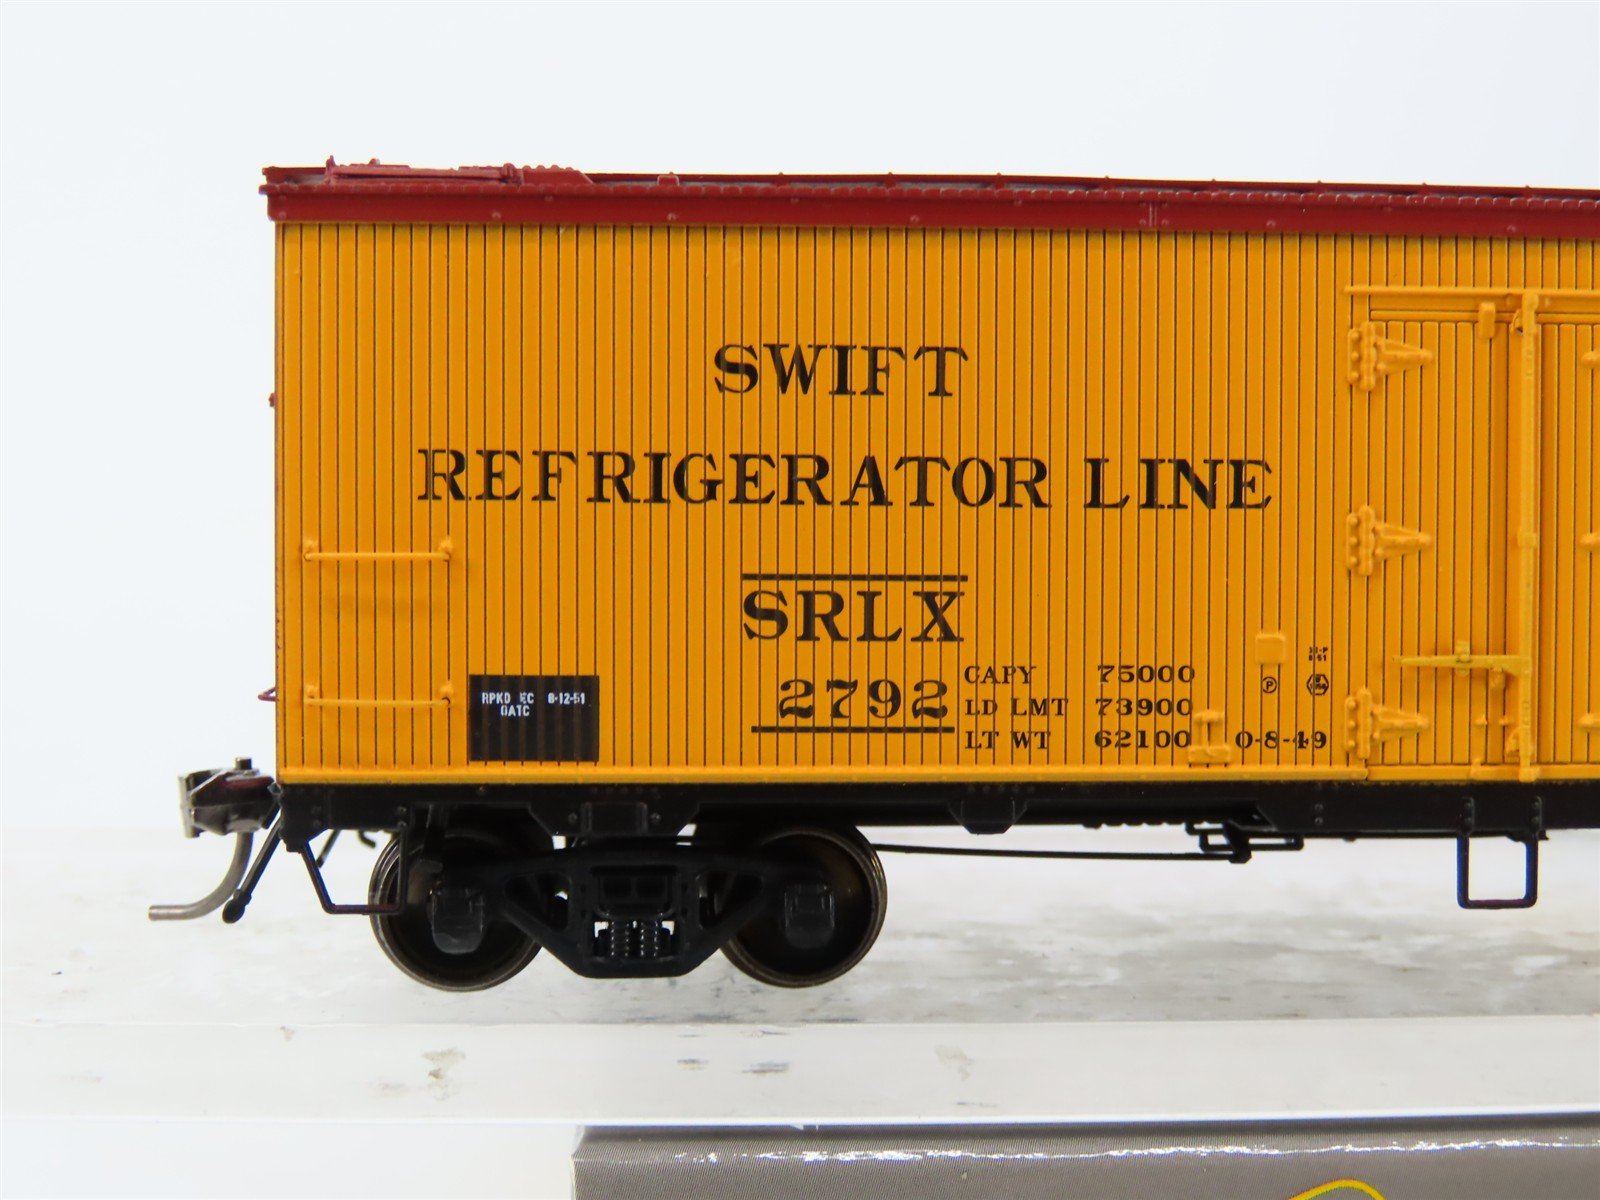 SWIFT
REFRIGERATOR LINE
SRLX
2792
CAPY 75000
LD LMT 73900
LT WT 62100 O-8-49
RPKD EC 8-12-51
GATC
P